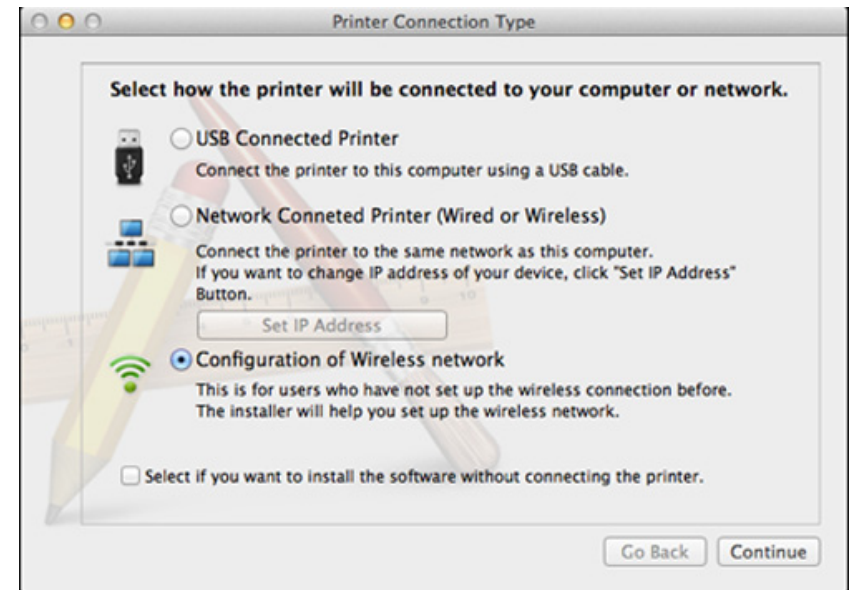 Printer Connection Type
Select how the printer will be connected to your computer or network.
USB Connected Printer
Connect the printer to this computer using a USB cable.
Network Conneted Printer (Wired or Wireless)
Connect the printer to the same network as this computer.
If you want to change IP address of your device, click "Set IP Address"
Button.
Set IP Address
Configuration of Wireless network
This is for users who have not set up the wireless connection before.
The installer will help you set up the wireless network.
Select if you want to install the software without connecting the printer.
Go Back
Continue